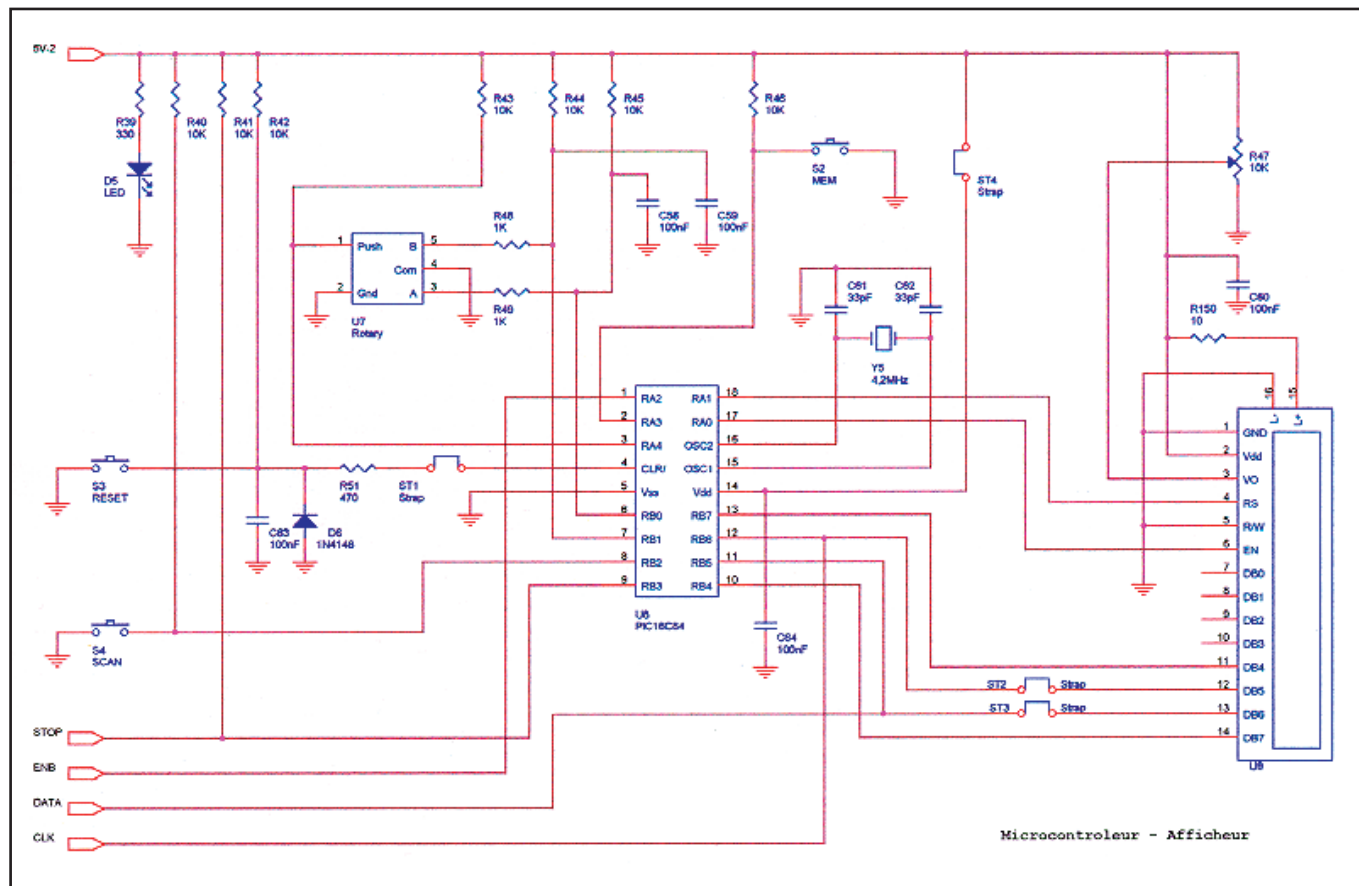 5V-2
R39
330
R40
10K
R41
10K
R42
10K
R43
10K
R44
10K
R45
10K
R46
10K
D5
LED
S2
MEM
ST4
Strap
R47
10K
C58
100nF
C59
100nF
R48
1K
1
Push
B
5
Com
4
2
Gnd
A
3
R49
1K
U7
Rotary
C61
33pF
C62
33pF
Y5
4,2MHz
C60
100nF
R150
10
1
RA2
RA1
18
2
RA3
RA0
17
3
RA4
OSC2
16
4
CLR/
OSC1
15
5
Vss
Vdd
14
6
RB0
RB7
13
7
RB1
RB6
12
8
RB2
RB5
11
9
RB3
RB4
10
U8
PIC16C84
S3
RESET
R51
470
ST1
Strap
C63
100nF
D6
1N4148
S4
SCAN
C64
100nF
ST2
Strap
ST3
Strap
16
15
L-
L+
1
GND
2
Vdd
3
VO
4
RS
5
R/W
6
EN
7
DB0
8
DB1
9
DB2
10
DB3
11
DB4
12
DB5
13
DB6
14
DB7
U9
STOP
ENB
DATA
CLK
Microcontroleur - Afficheur